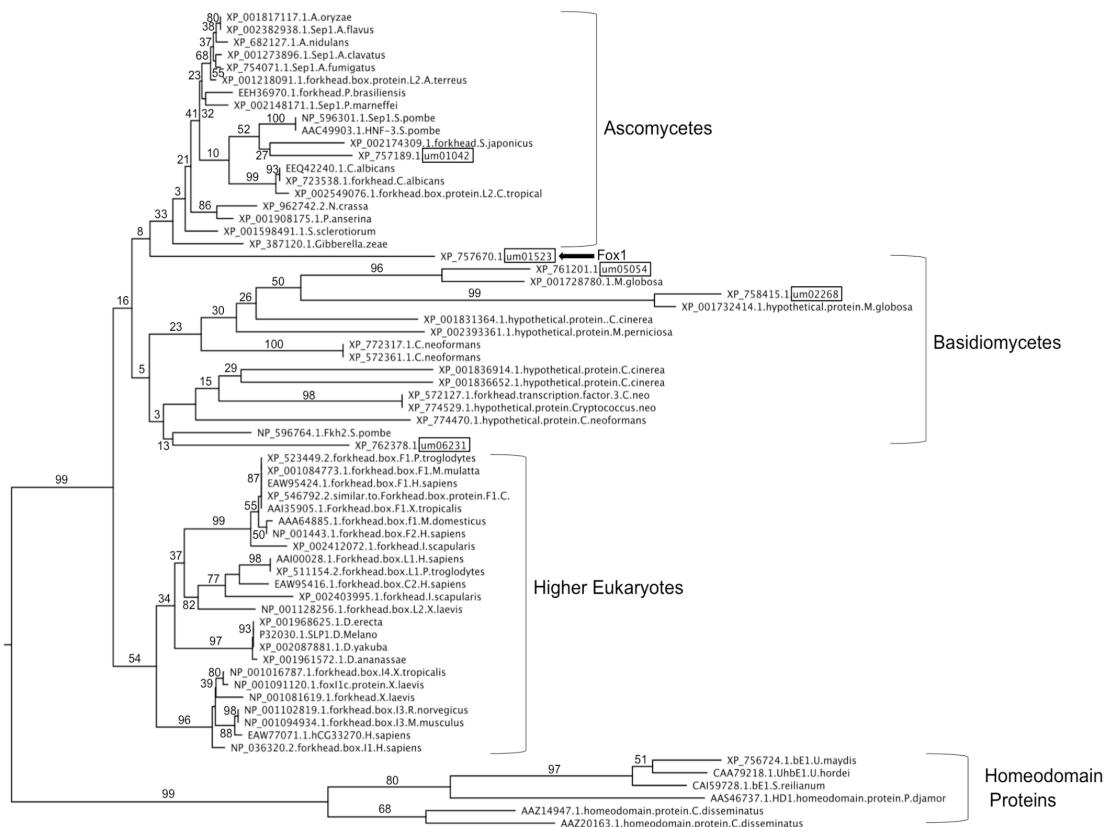 80 XP_001817117.1.A.oryzae
38 XP_002382938.1.Sep1.A.flavus
37 XP_682127.1.A.nidulans
68 XP_001273896.1.Sep1.A.clavatus
XP_754071.1.Sep1.A.fumigatus
23 55 XP_001218091.1.forkhead.box.protein.L2.A.terreus
EEH36970.1.forkhead.P.brasiliensis
XP_002148171.1.Sep1.P.marneffei
41 32
100 NP_596301.1.Sep1.S.pombe
AAC49903.1.HNF-3.S.pombe
Ascomycetes
52 XP_002174309.1.forkhead.S.japonicus
27 XP_757189.1 um01042
10
21 93 EEQ42240.1.C.albicans
99 XP_723538.1.forkhead.C.albicans
XP_002549076.1.forkhead.box.protein.L2.C.tropical
3 86 XP_962742.2.N.crassa
XP_001908175.1.P.anserina
33 XP_001598491.1.S.sclerotiorum
8 XP_387120.1.Gibberella.zeae
XP_757670.1 um01523 Fox1
96 XP_761201.1 um05054
50 XP_001728780.1.M.globosa
99 XP_758415.1 um02268
16 26 XP_001732414.1.hypothetical.protein.M.globosa
30 XP_001831364.1.hypothetical.protein..C.cinerea
23 XP_002393361.1.hypothetical.protein.M.perniciosa
100 XP_772317.1.C.neoformans
XP_572361.1.C.neoformans
Basidiomycetes
5 29 XP_001836914.1.hypothetical.protein.C.cinerea
15 XP_001836652.1.hypothetical.protein.C.cinerea
98 XP_572127.1.forkhead.transcription.factor.3.C.neo
XP_774529.1.hypothetical.protein.Cryptococcus.neo
3 XP_774470.1.hypothetical.protein.C.neoformans
NP_596764.1.Fkh2.S.pombe
13 XP_762378.1 um06231
XP_523449.2.forkhead.box.F1.P.troglodytes
87 XP_001084773.1.forkhead.box.F1.M.mulatta
99 EAW95424.1.forkhead.box.F1.H.sapiens
XP_546792.2.similar.to.Forkhead.box.protein.F1.C.
55 AAI35905.1.Forkhead.box.F1.X.tropicalis
99 AAA64885.1.forkhead.box.f1.M.domesticus
50 NP_001443.1.forkhead.box.F2.H.sapiens
XP_002412072.1.forkhead.I.scapularis
37 98 AAI00028.1.Forkhead.box.L1.H.sapiens
XP_511154.2.forkhead.box.L1.P.troglodytes
77 EAW95416.1.forkhead.box.C2.H.sapiens
Higher Eukaryotes
82 XP_002403995.1.forkhead.I.scapularis
34 NP_001128256.1.forkhead.box.L2.X.laevis
93 XP_001968625.1.D.erecta
97 P32030.1.SLP1.D.Melano
XP_002087881.1.D.yakuba
54 XP_001961572.1.D.ananassae
80 NP_001016787.1.forkhead.box.I4.X.tropicalis
39 NP_001091120.1.foxI1c.protein.X.laevis
NP_001081619.1.forkhead.X.laevis
98 NP_001102819.1.forkhead.box.I3.R.norvegicus
96 NP_001094934.1.forkhead.box.I3.M.musculus
88 EAW77071.1.hCG33270.H.sapiens
NP_036320.2.forkhead.box.I1.H.sapiens
51 XP_756724.1.bE1.U.maydis
97 CAA79218.1.UhbE1.U.hordei
80 CAI59728.1.bE1.S.reilianum
99 AAS46737.1.HD1.homeodomain.protein.P.djamor
68 AAZ14947.1.homeodomain.protein.C.disseminatus
AAZ20163.1.homeodomain.protein.C.disseminatus
Homeodomain
Proteins